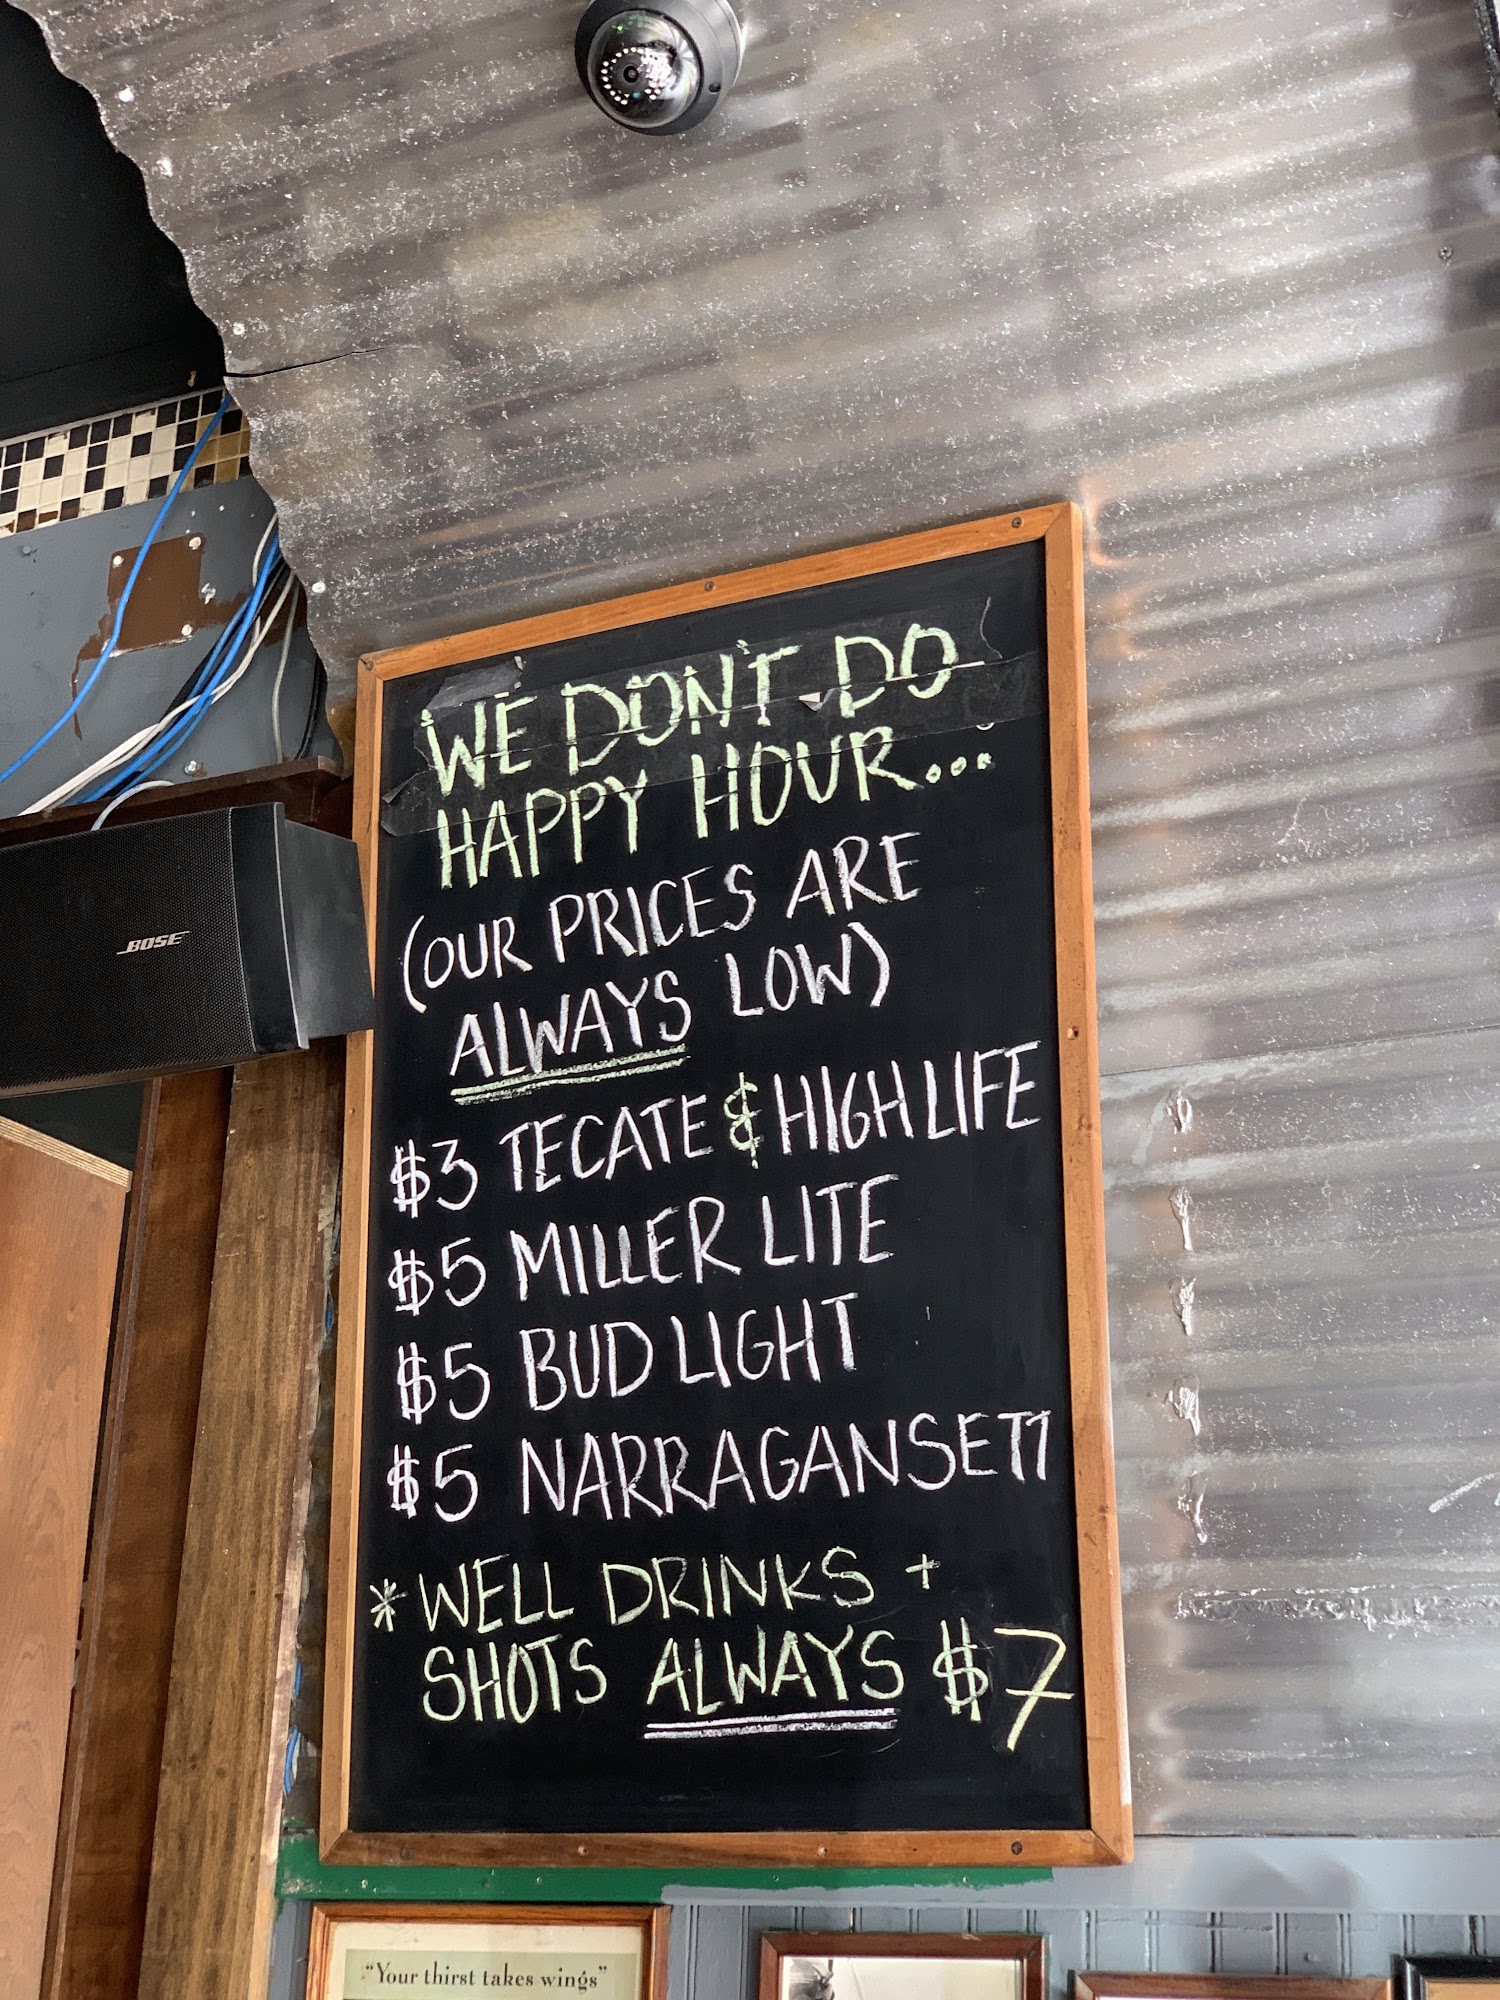 WE DON'T DO
HAPPY HOUR...
(OUR PRICES ARE
ALWAYS LOW)
$3 TECATE & HIGH LIFE
$5 MILLER LITE
$5 BUD LIGHT
$5 NARRAGANSETT
* WELL DRINKS +
SHOTS ALWAYS $7
BOSE
"Your thirst takes wings"